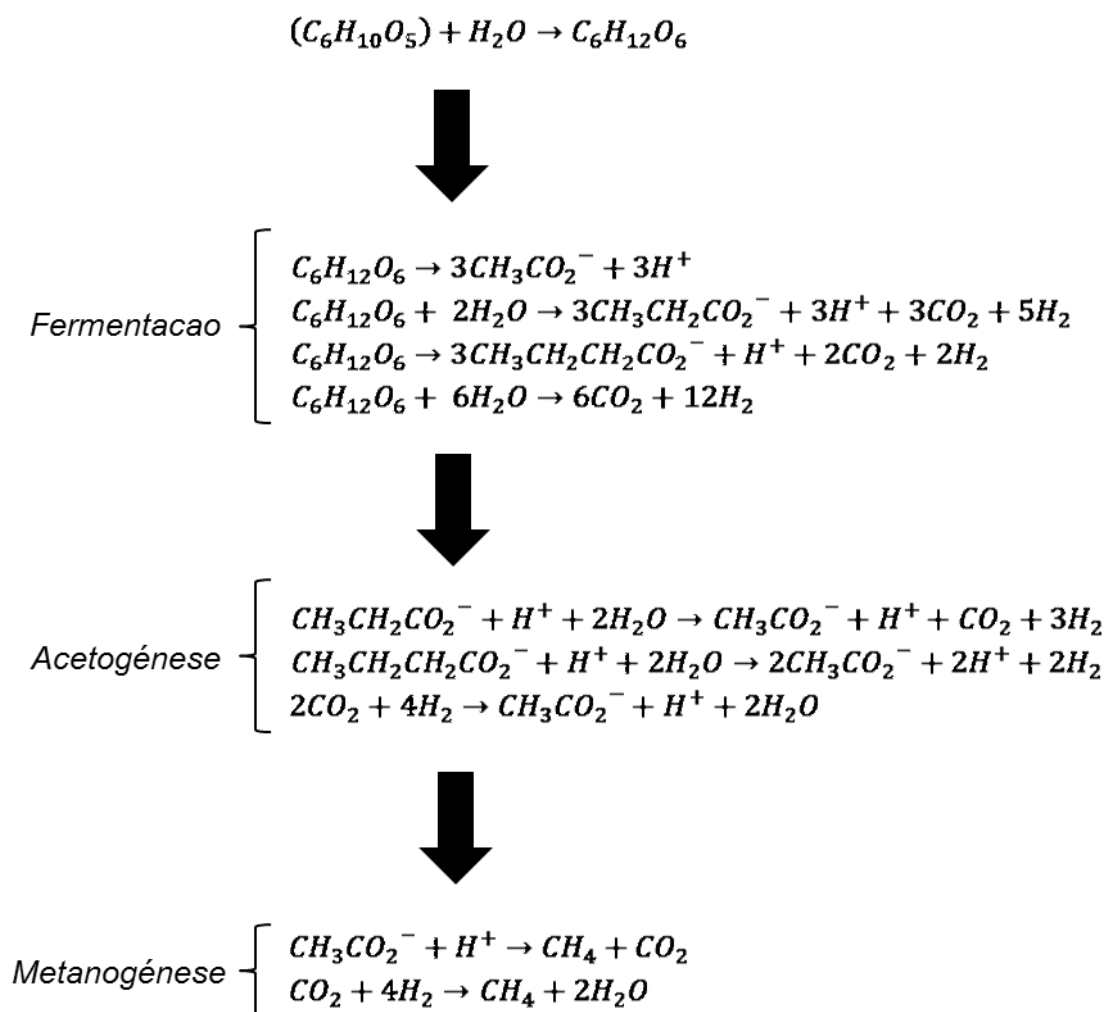 (C₆H₁₀O₅) + H₂O → C₆H₁₂O₆
Fermentacao
C₆H₁₂O₆ → 3CH₃CO₂⁻ + 3H⁺
C₆H₁₂O₆ + 2H₂O → 3CH₃CH₂CO₂⁻ + 3H⁺ + 3CO₂ + 5H₂
C₆H₁₂O₆ → 3CH₃CH₂CH₂CO₂⁻ + H⁺ + 2CO₂ + 2H₂
C₆H₁₂O₆ + 6H₂O → 6CO₂ + 12H₂
Acetogénese
CH₃CH₂CO₂⁻ + H⁺ + 2H₂O → CH₃CO₂⁻ + H⁺ + CO₂ + 3H₂
CH₃CH₂CH₂CO₂⁻ + H⁺ + 2H₂O → 2CH₃CO₂⁻ + 2H⁺ + 2H₂
2CO₂ + 4H₂ → CH₃CO₂⁻ + H⁺ + 2H₂O
Metanogénese
CH₃CO₂⁻ + H⁺ → CH₄ + CO₂
CO₂ + 4H₂ → CH₄ + 2H₂O